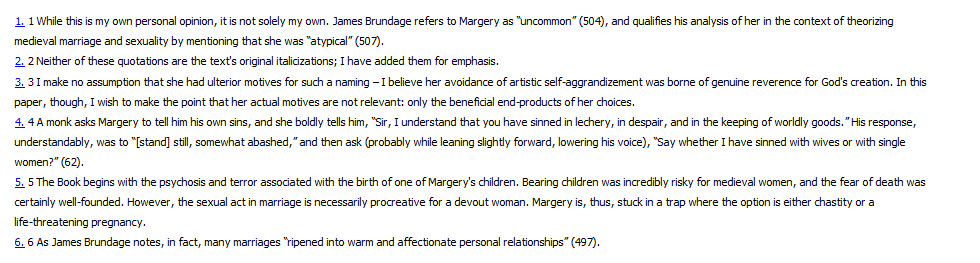 1. 1 While this is my own personal opinion, it is not solely my own. James Brundage refers to Margery as "uncommon" (504), and qualifies his analysis of her in the context of theorizing
medieval marriage and sexuality by mentioning that she was "atypical" (507).
2. 2 Neither of these quotations are the text's original italicizations; I have added them for emphasis.
3. 3 I make no assumption that she had ulterior motives for such a naming – I believe her avoidance of artistic self-aggrandizement was borne of genuine reverence for God's creation. In this
paper, though, I wish to make the point that her actual motives are not relevant: only the beneficial end-products of her choices.
4. 4 A monk asks Margery to tell him his own sins, and she boldly tells him, "Sir, I understand that you have sinned in lechery, in despair, and in the keeping of worldly goods." His response,
understandably, was to "[stand] still, somewhat abashed," and then ask (probably while leaning slightly forward, lowering his voice), "Say whether I have sinned with wives or with single
women?" (62).
5. 5 The Book begins with the psychosis and terror associated with the birth of one of Margery's children. Bearing children was incredibly risky for medieval women, and the fear of death was
certainly well-founded. However, the sexual act in marriage is necessarily procreative for a devout woman. Margery is, thus, stuck in a trap where the option is either chastity or a
life-threatening pregnancy.
6. 6 As James Brundage notes, in fact, many marriages "ripened into warm and affectionate personal relationships" (497).